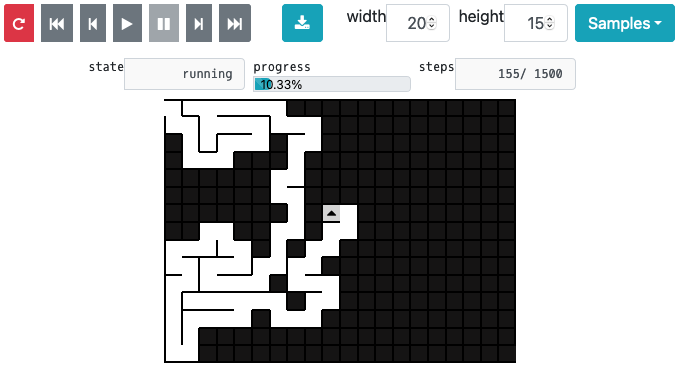 width 20 height 15 Samples
state running progress 10.33% steps 155/ 1500